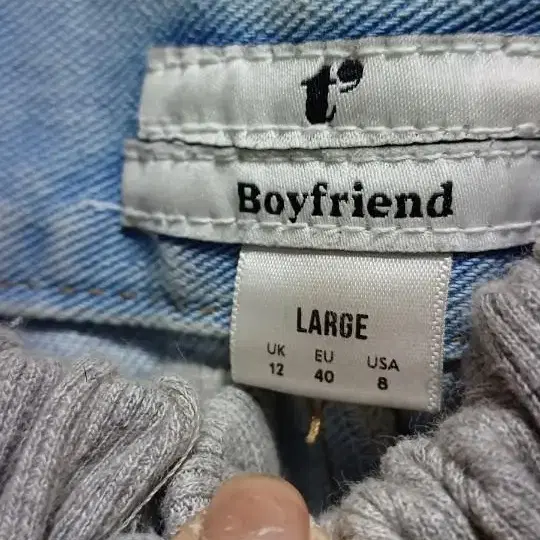 t°
Boyfriend
LARGE
UK EU USA
12 40 8